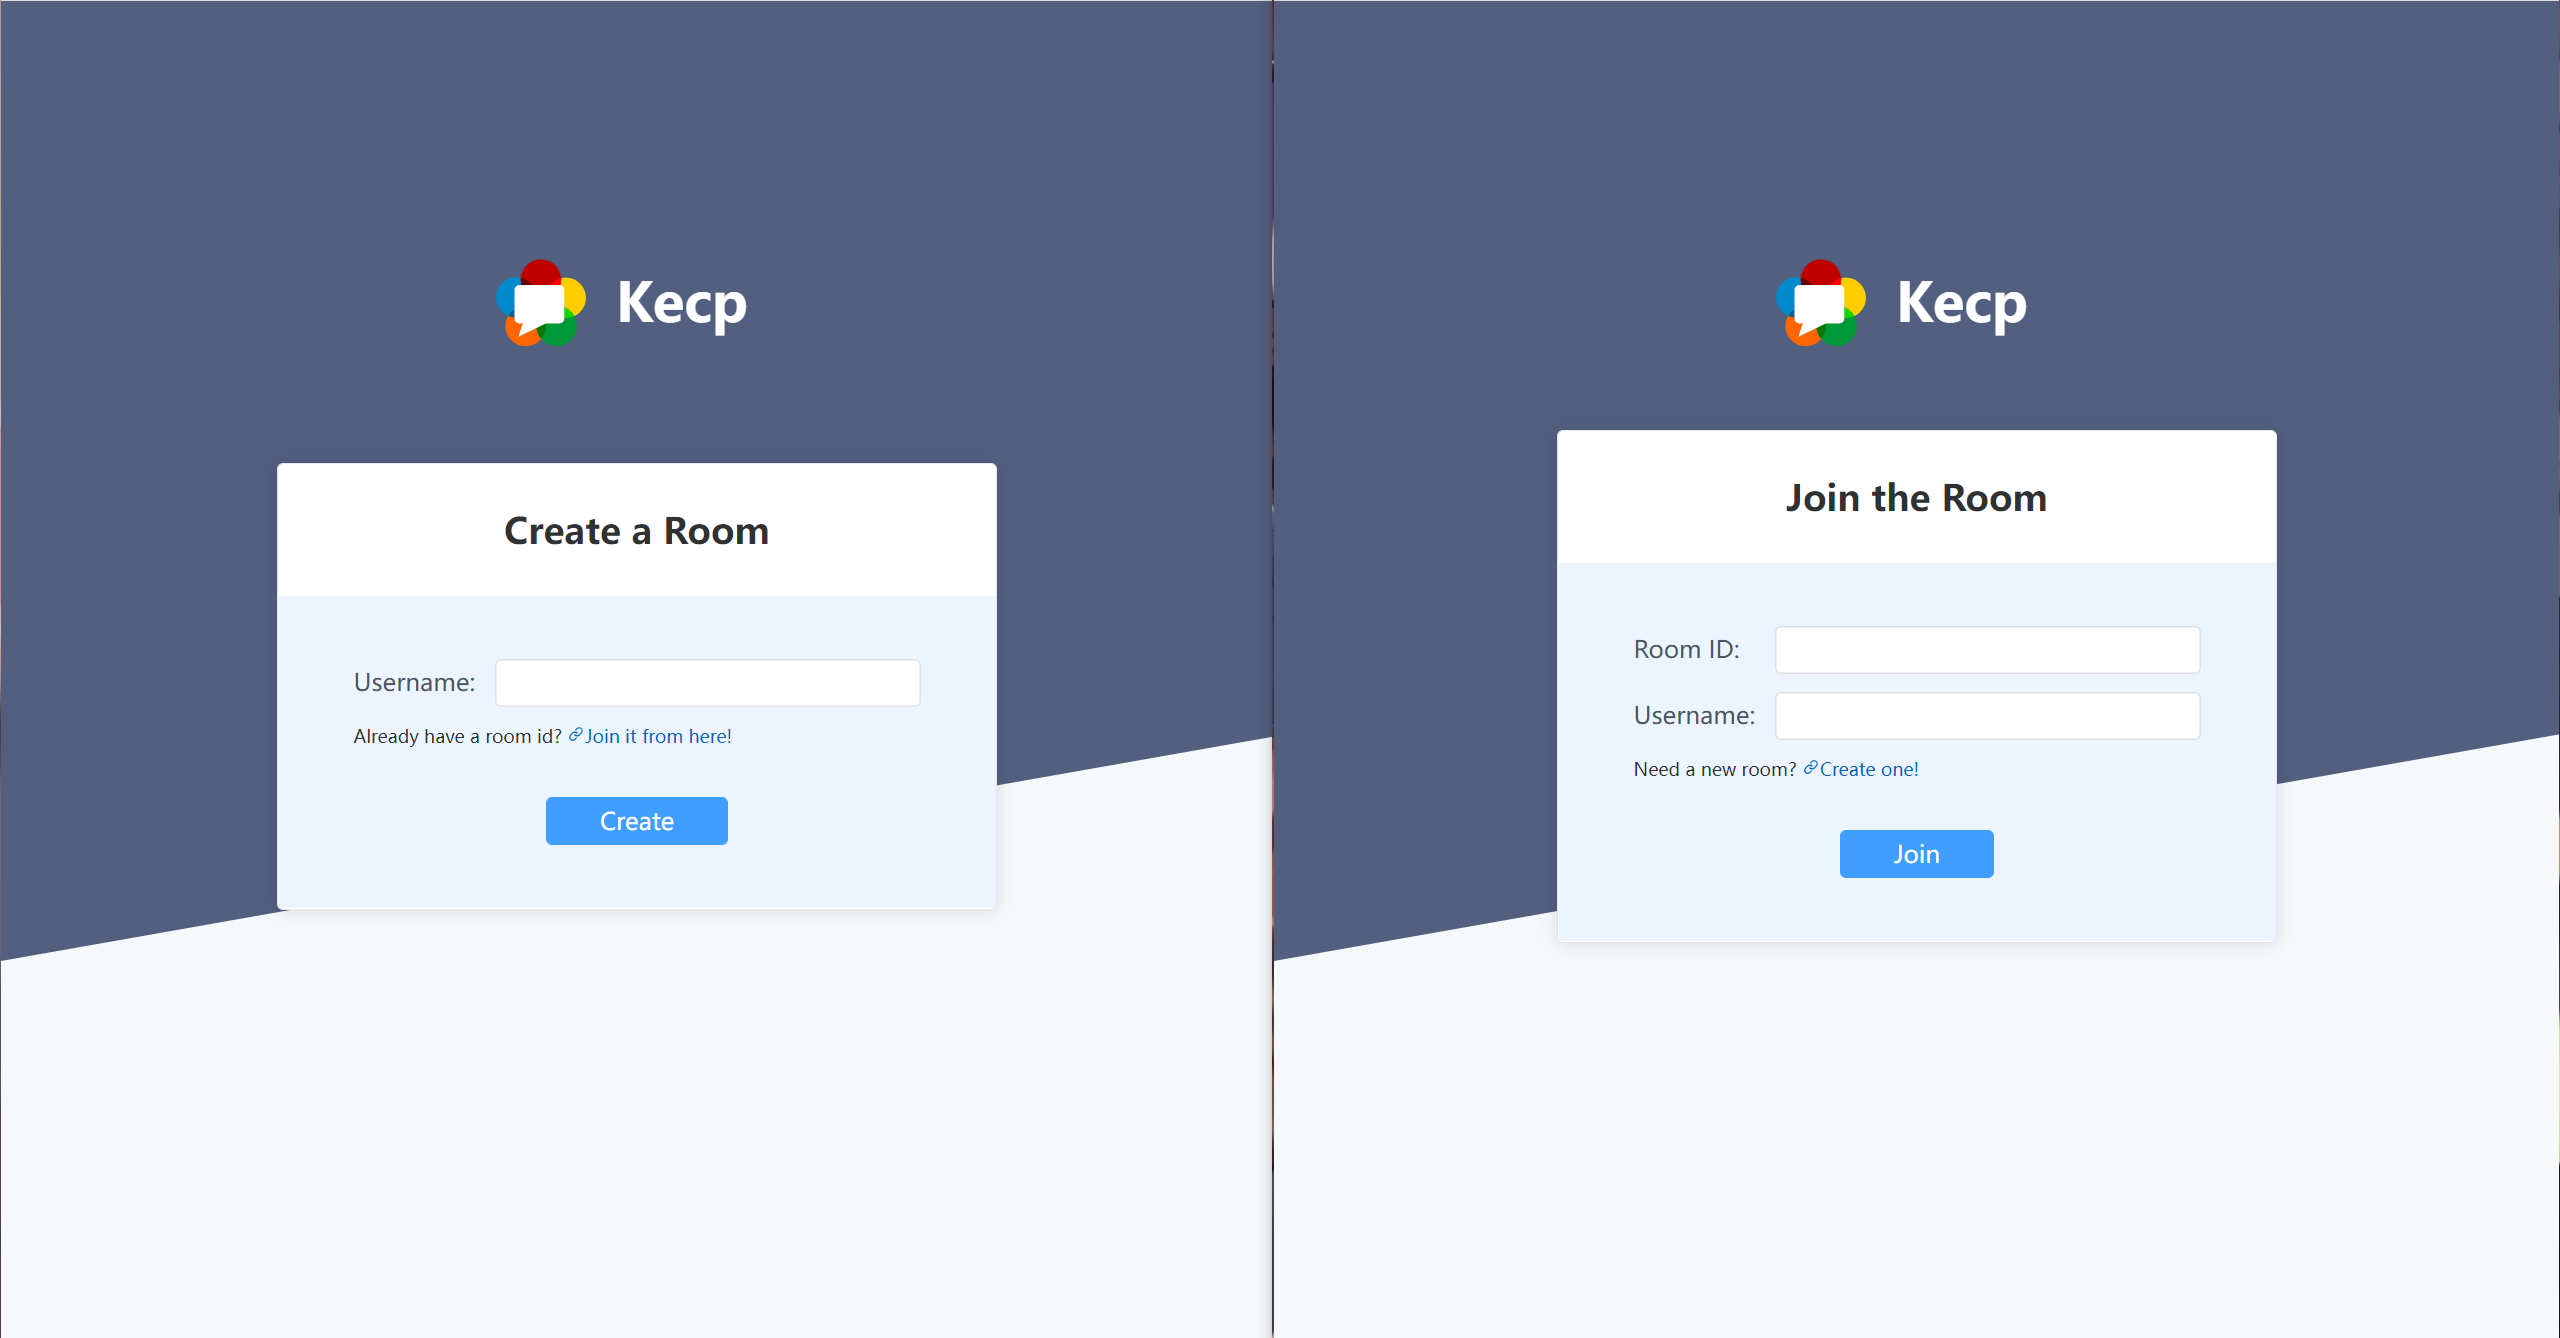 Kecp
Create a Room
Username:
Already have a room id? Join it from here!
Create
Kecp
Join the Room
Room ID:
Username:
Need a new room? Create one!
Join